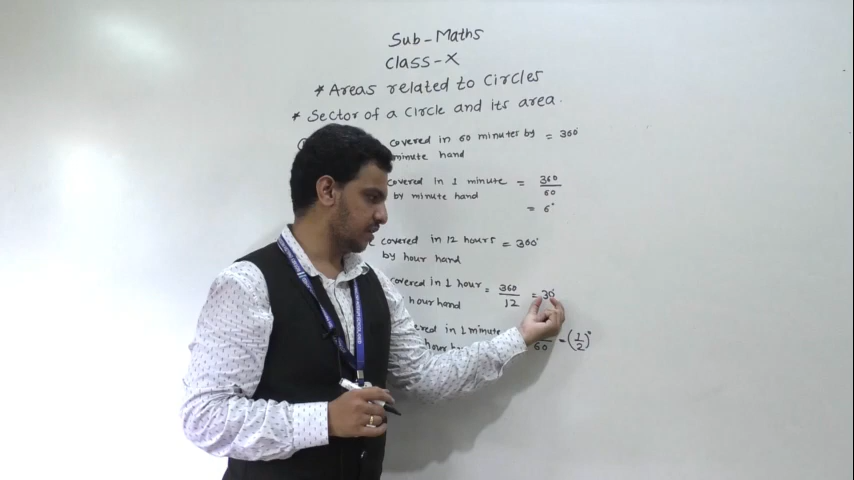 Sub-Maths
Class-X
* Areas related to Circles
* Sector of a Circle and its area.
covered in 60 minutes by = 360°
minute hand
covered in 1 minute = 360/60
by minute hand
= 6°
covered in 12 hours = 360°
by hour hand
covered in 1 hour = 360/12 = 30°
hour hand
in 1 minute
60 = (1/2)°